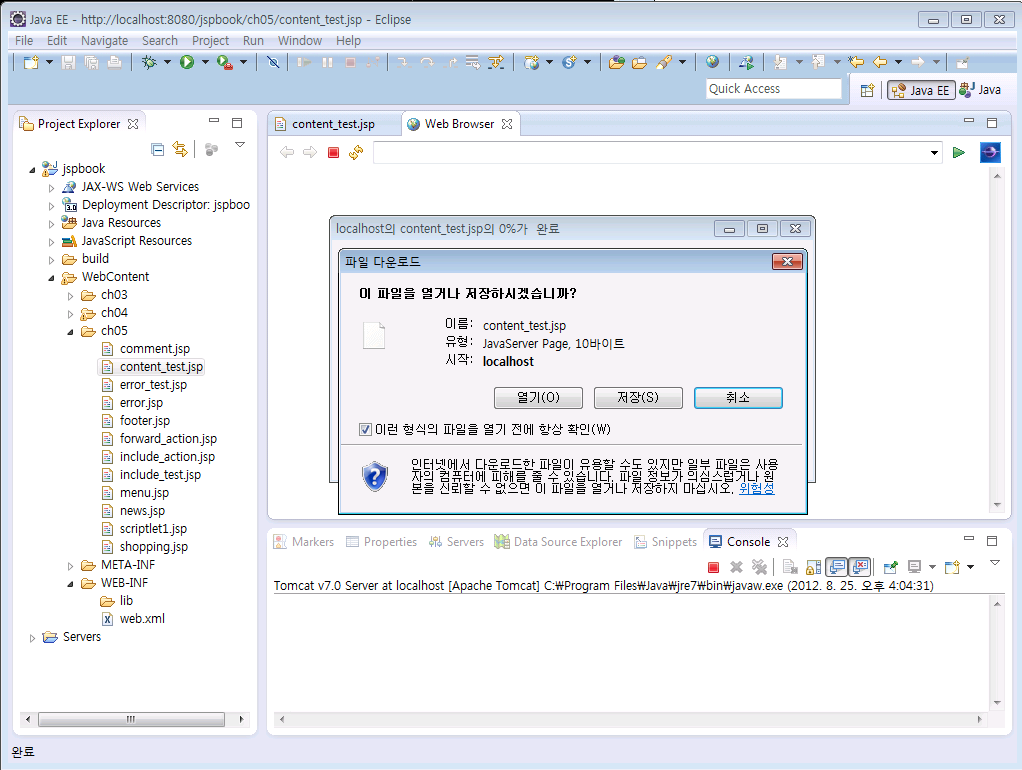 Java EE - http://localhost:8080/jspbook/ch05/content_test.jsp - Eclipse
File Edit Navigate Search Project Run Window Help
Quick Access
Java EE
Java
Project Explorer
jspbook
JAX-WS Web Services
3.0
Deployment Descriptor: jspboo
Java Resources
JavaScript Resources
build
WebContent
ch03
ch04
ch05
comment.jsp
content_test.jsp
error_test.jsp
error.jsp
footer.jsp
forward_action.jsp
include_action.jsp
include_test.jsp
menu.jsp
news.jsp
scriptlet1.jsp
shopping.jsp
META-INF
WEB-INF
lib
web.xml
Servers
content_test.jsp
Web Browser
localhost의 content_test.jsp의 0%가 완료
파일 다운로드
이 파일을 열거나 저장하시겠습니까?
이름: content_test.jsp
유형: JavaServer Page, 10바이트
시작: localhost
열기(O) 저장(S) 취소
이런 형식의 파일을 열기 전에 항상 확인(W)
인터넷에서 다운로드한 파일이 유용할 수도 있지만 일부 파일은 사용
자의 컴퓨터에 피해를 줄 수 있습니다. 파일 정보가 의심스럽거나 원
본을 신뢰할 수 없으면 이 파일을 열거나 저장하지 마십시오. 위험성
Markers Properties Servers Data Source Explorer Snippets Console
Tomcat v7.0 Server at localhost [Apache Tomcat] C:₩Program Files₩Java₩jre7₩bin₩javaw.exe (2012. 8. 25. 오후 4:04:31)
완료